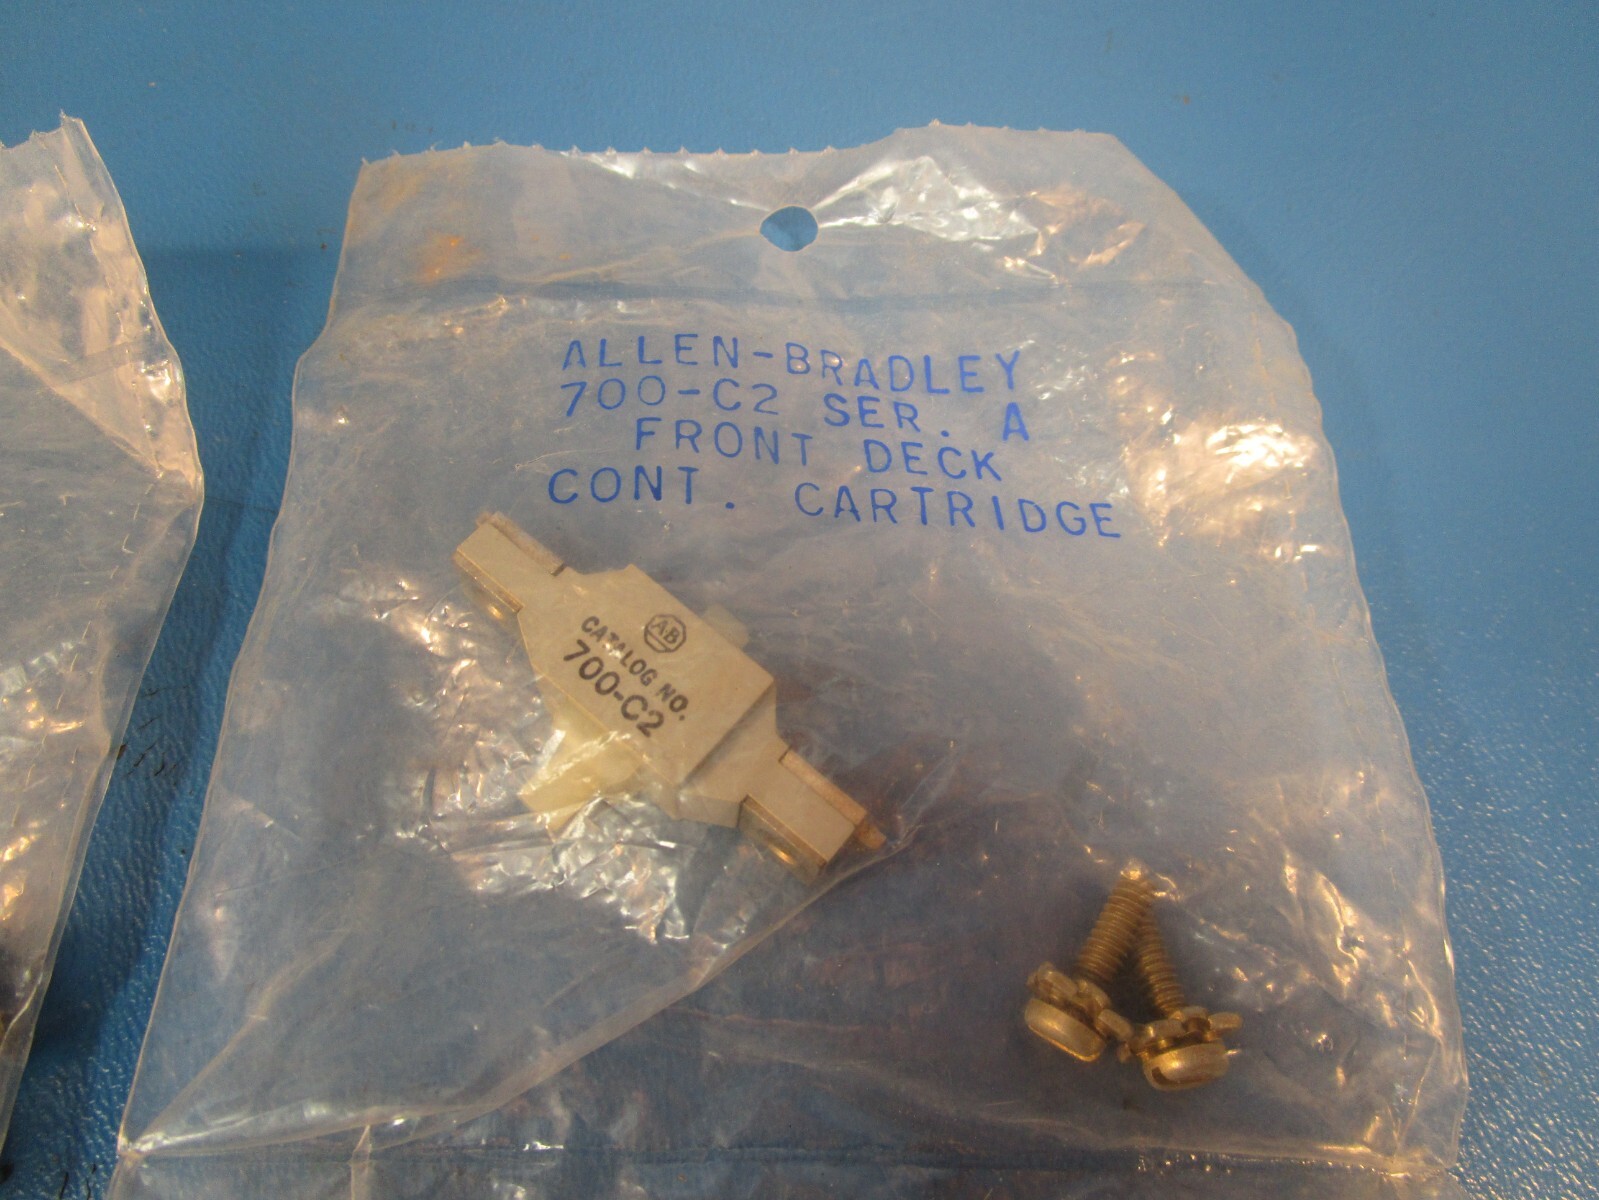 ALLEN-BRADLEY
700-C2 SER. A
FRONT DECK
CONT. CARTRIDGE
AB
CATALOG NO.
700-C2